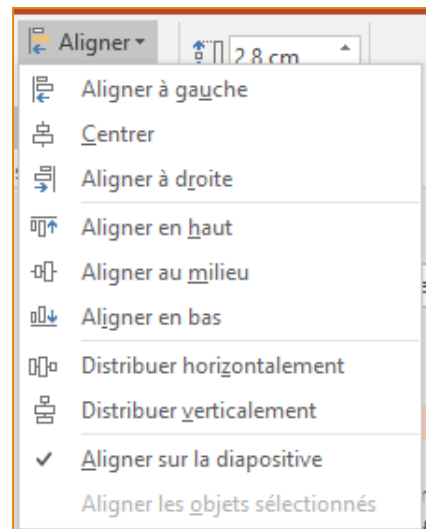 Aligner
2,8 cm
Aligner à gauche
Centrer
Aligner à droite
Aligner en haut
Aligner au milieu
Aligner en bas
Distribuer horizontalement
Distribuer verticalement
Aligner sur la diapositive
Aligner les objets sélectionnés